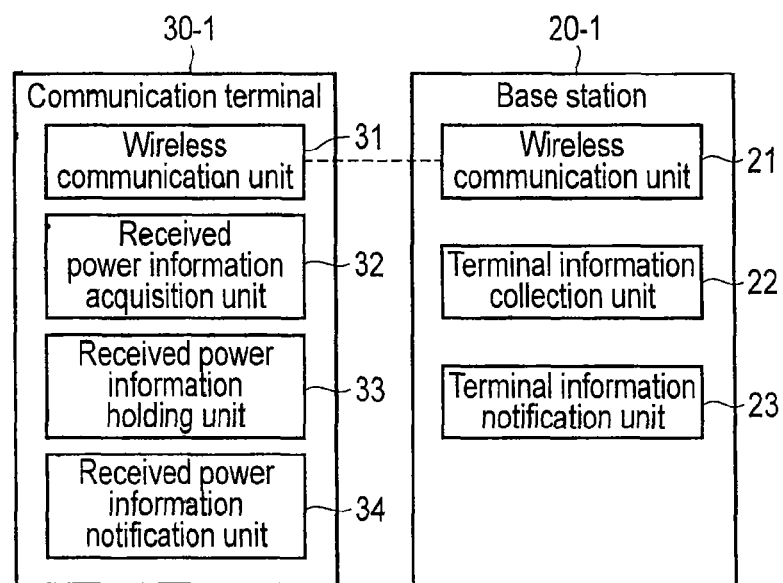 30-1
20-1
Communication terminal
Wireless
communication unit
31
Received
power information
acquisition unit
32
Received power
information
holding unit
33
Received power
information
notification unit
34
Base station
Wireless
communication unit
21
Terminal information
collection unit
22
Terminal information
notification unit
23